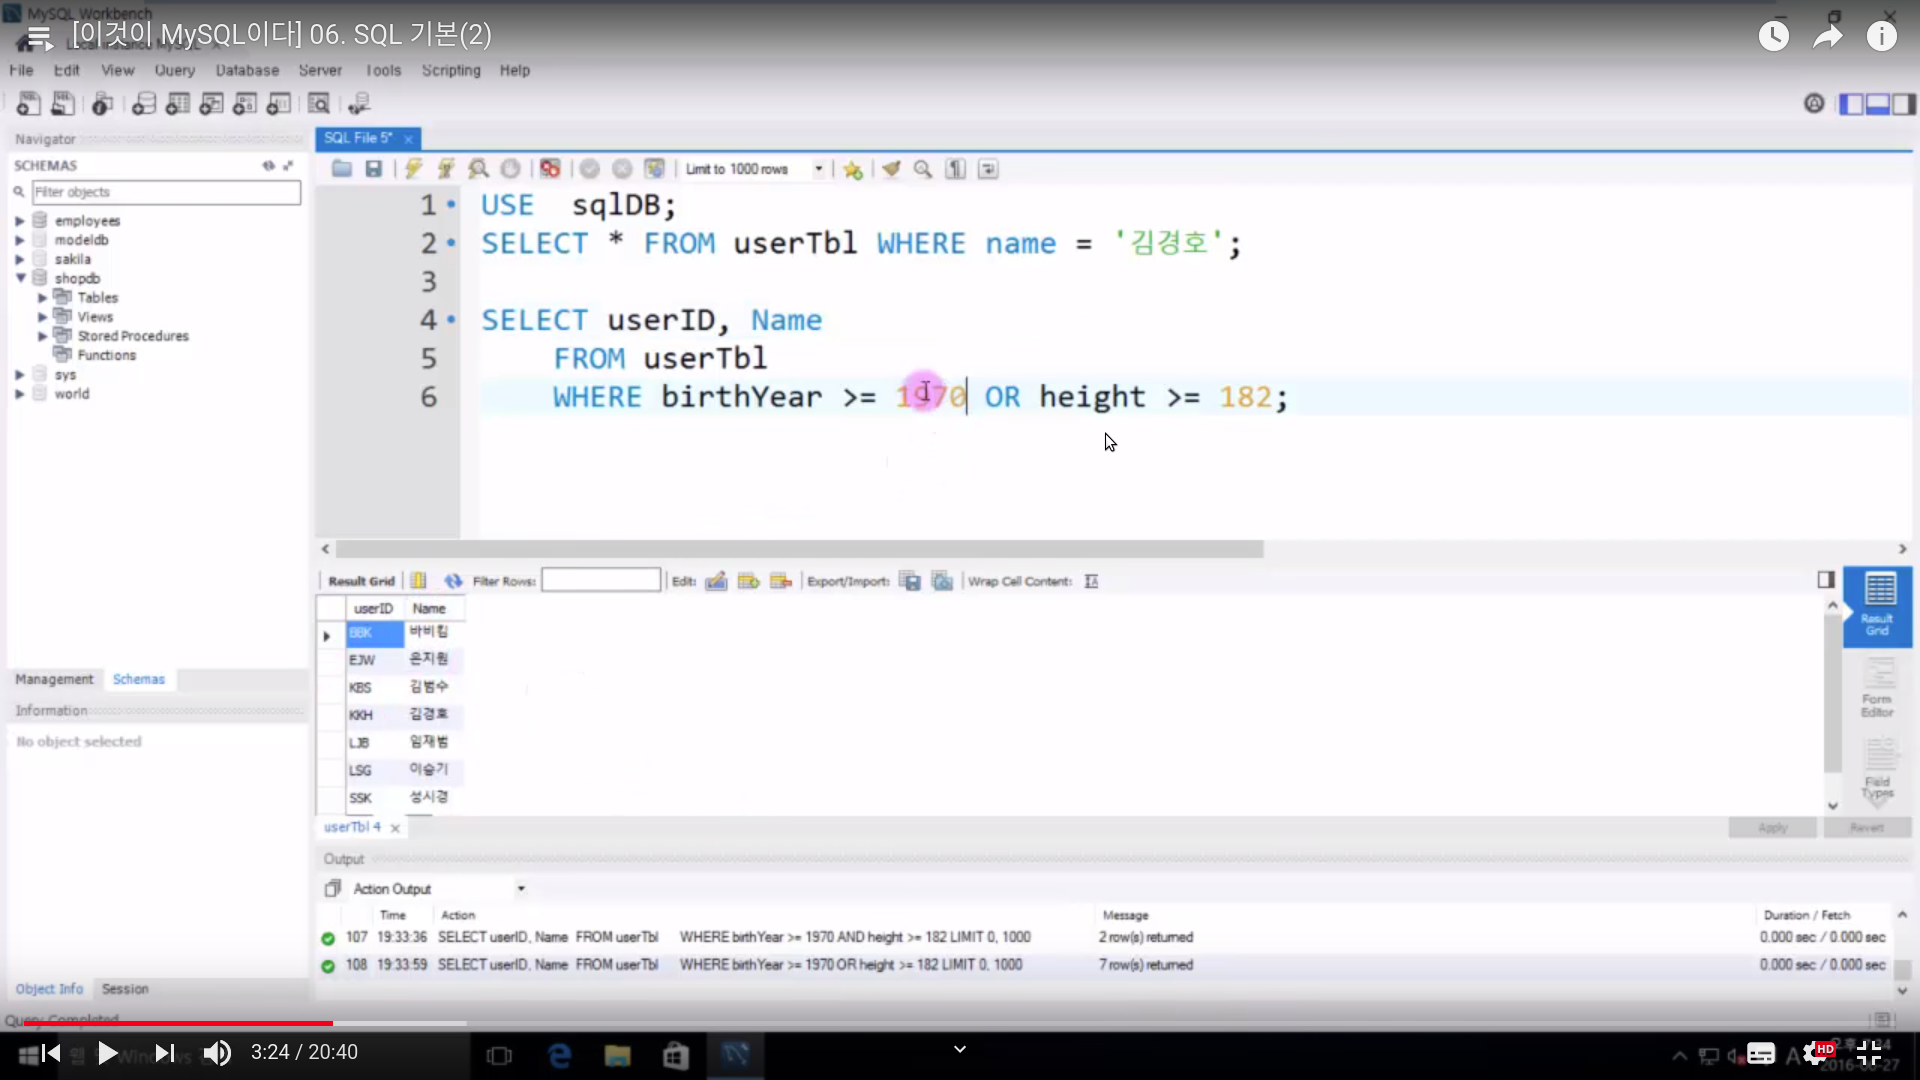 MySQL Workbench
[이것이 MySQL이다] 06. SQL 기본(2)
File Edit View Query Database Server Tools Scripting Help
Navigator
SQL File 5*
SCHEMAS
Limit to 1000 rows
Filter objects
employees
modeldb
sakila
shopdb
Tables
Views
Stored Procedures
Functions
sys
world
1 USE sqlDB;
2 SELECT * FROM userTbl WHERE name = '김경호';
3
4 SELECT userID, Name
5 FROM userTbl
6 WHERE birthYear >= 1970 OR height >= 182;
Result Grid Filter Rows: Edit: Export/Import: Wrap Cell Content:
userID Name
BBK 바비킴
EJW 은지원
KBS 김범수
KKH 김경호
LJB 임재범
LSG 이승기
SSK 성시경
Result Grid
Form Editor
Field Types
Management Schemas
Information
No object selected
userTbl 4
Apply Revert
Output
Action Output
Time Action Message Duration / Fetch
107 19:33:36 SELECT userID, Name FROM userTbl WHERE birthYear >= 1970 AND height >= 182 LIMIT 0, 1000 2 row(s) returned 0.000 sec / 0.000 sec
108 19:33:59 SELECT userID, Name FROM userTbl WHERE birthYear >= 1970 OR height >= 182 LIMIT 0, 1000 7 row(s) returned 0.000 sec / 0.000 sec
Object Info Session
Query Completed
3:24 / 20:40
HD